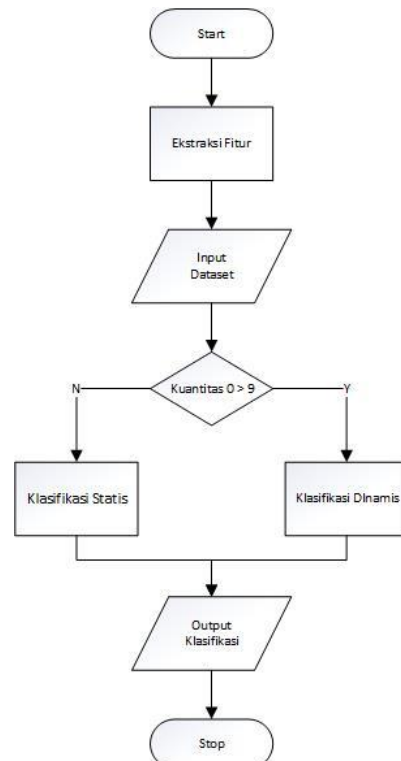 Start
Ekstraksi Fitur
Input
Dataset
Kuantitas 0 > 9
N
Y
Klasifikasi Statis
Klasifikasi DInamis
Output
Klasifikasi
Stop